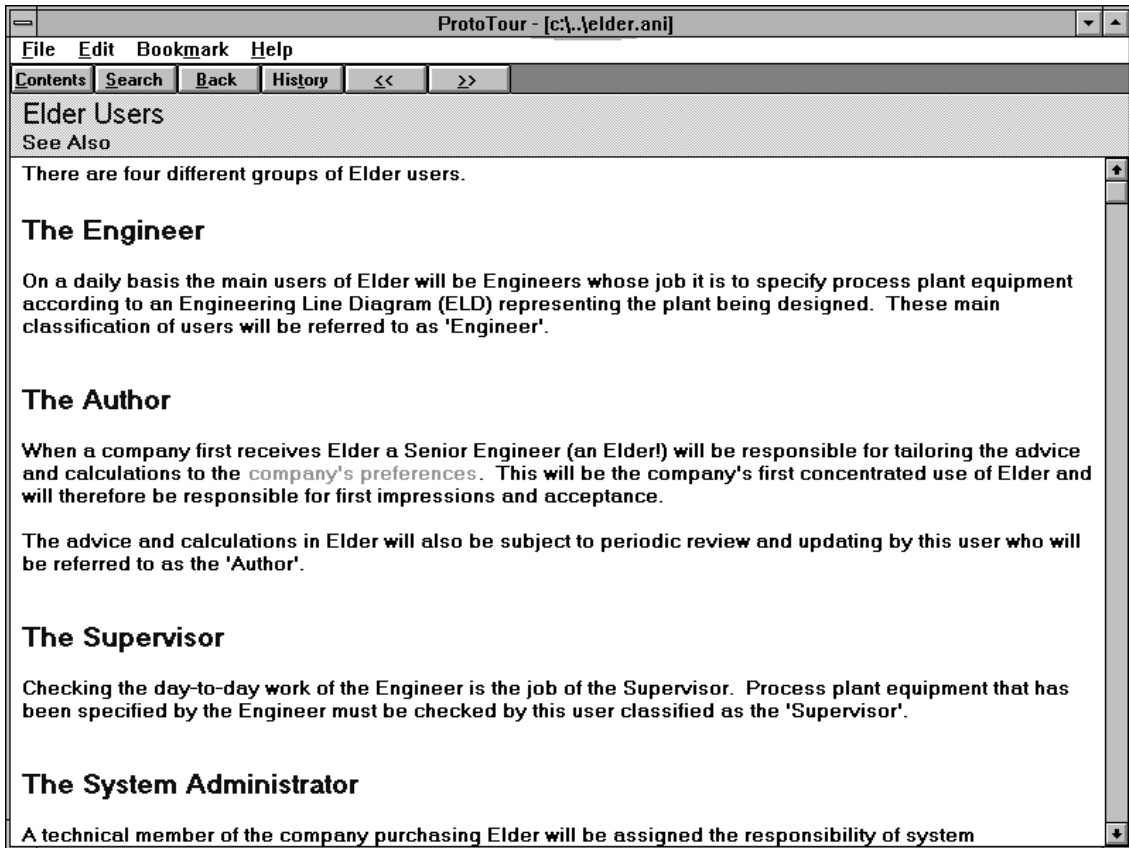 ProtoTour - [c:\..\elder.ani]
File Edit Bookmark Help
Contents Search Back History << >>
Elder Users
See Also
There are four different groups of Elder users.
The Engineer
On a daily basis the main users of Elder will be Engineers whose job it is to specify process plant equipment
according to an Engineering Line Diagram (ELD) representing the plant being designed. These main
classification of users will be referred to as 'Engineer'.
The Author
When a company first receives Elder a Senior Engineer (an Elder!) will be responsible for tailoring the advice
and calculations to the company's preferences. This will be the company's first concentrated use of Elder and
will therefore be responsible for first impressions and acceptance.
The advice and calculations in Elder will also be subject to periodic review and updating by this user who will
be referred to as the 'Author'.
The Supervisor
Checking the day-to-day work of the Engineer is the job of the Supervisor. Process plant equipment that has
been specified by the Engineer must be checked by this user classified as the 'Supervisor'.
The System Administrator
A technical member of the company purchasing Elder will be assigned the responsibility of system